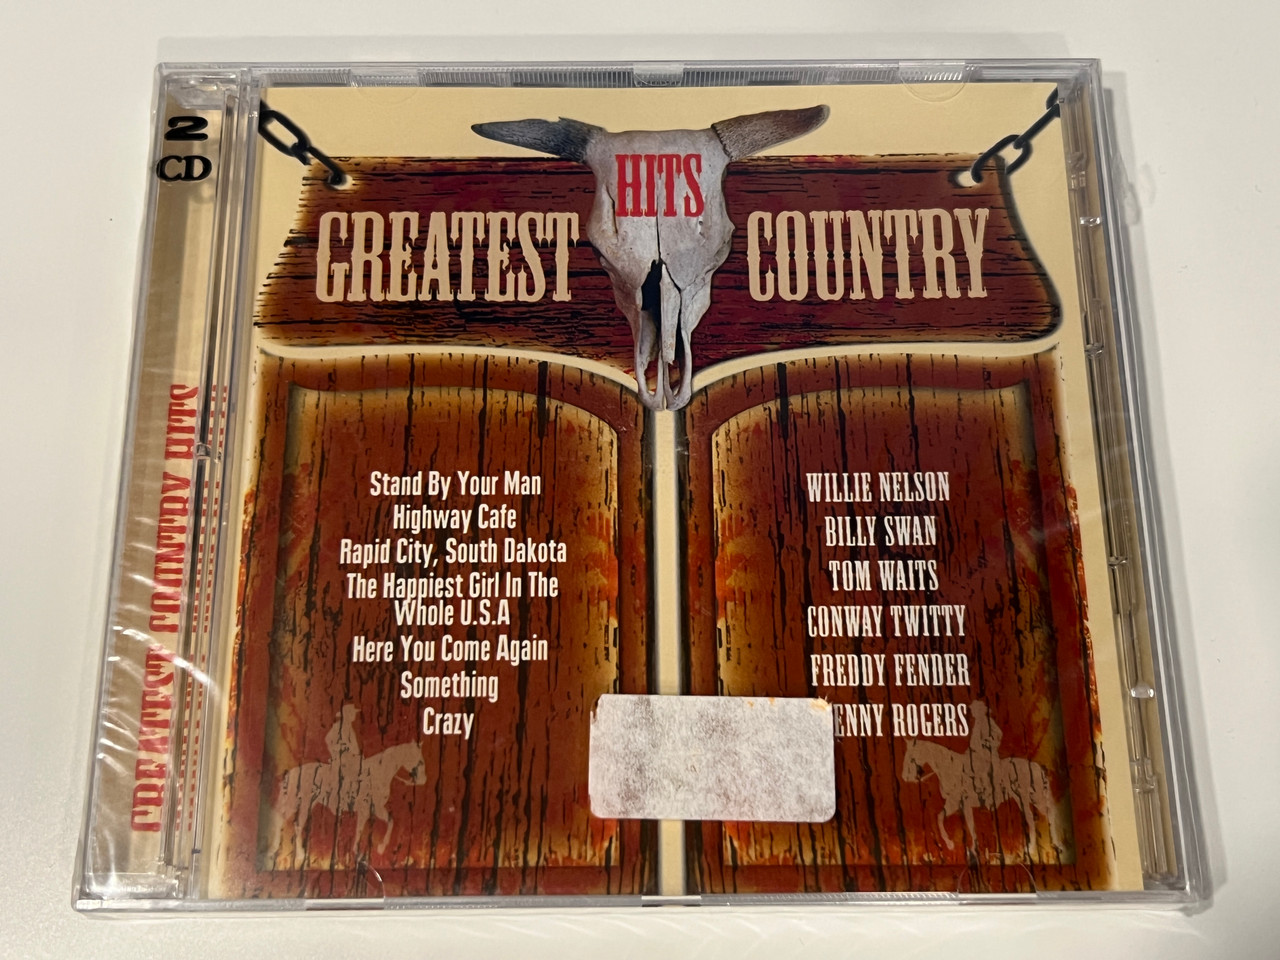 2
CD
GREATEST HITS COUNTRY
GREATEST COUNTRY HITS
Stand By Your Man
Highway Cafe
Rapid City, South Dakota
The Happiest Girl In The
Whole U.S.A
Here You Come Again
Something
Crazy
WILLIE NELSON
BILLY SWAN
TOM WAITS
CONWAY TWITTY
FREDDY FENDER
ENNY ROGERS